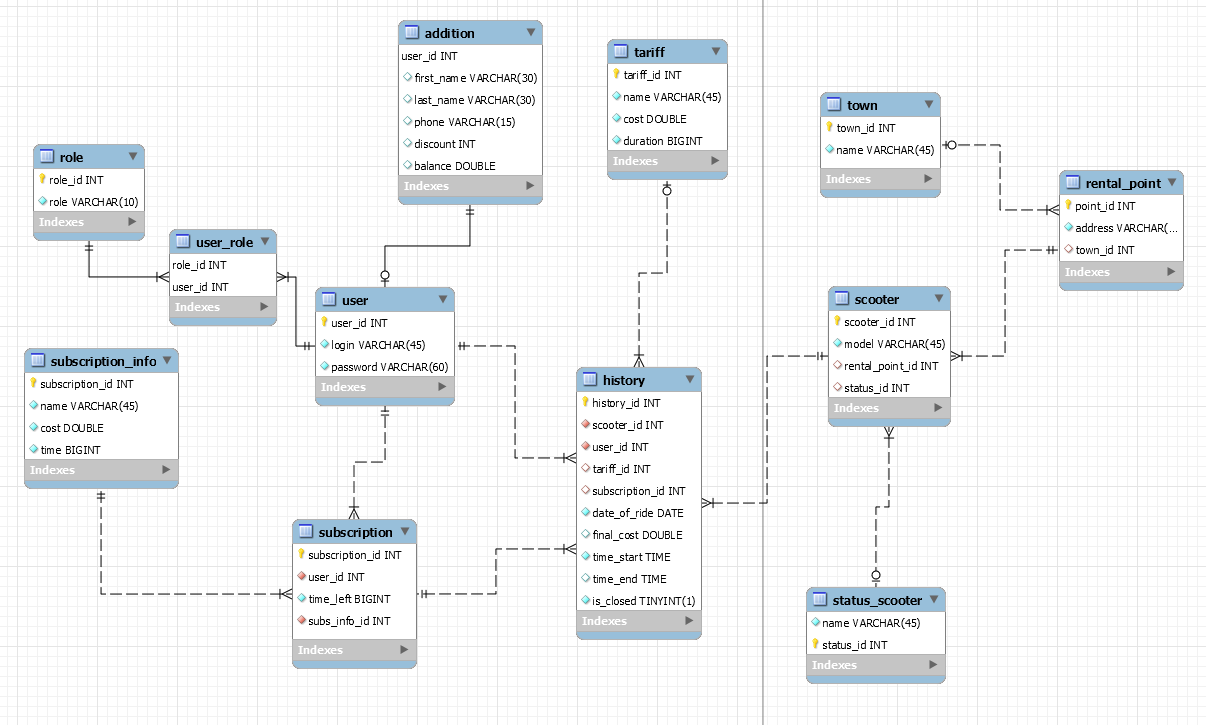 addition
user_id INT
first_name VARCHAR(30)
last_name VARCHAR(30)
phone VARCHAR(15)
discount INT
balance DOUBLE
Indexes
tariff
tariff_id INT
name VARCHAR(45)
cost DOUBLE
duration BIGINT
Indexes
town
town_id INT
name VARCHAR(45)
Indexes
role
role_id INT
role VARCHAR(10)
Indexes
rental_point
point_id INT
address VARCHAR(...
town_id INT
Indexes
user_role
role_id INT
user_id INT
Indexes
user
user_id INT
login VARCHAR(45)
password VARCHAR(60)
Indexes
scooter
scooter_id INT
model VARCHAR(45)
rental_point_id INT
status_id INT
Indexes
subscription_info
subscription_id INT
name VARCHAR(45)
cost DOUBLE
time BIGINT
Indexes
history
history_id INT
scooter_id INT
user_id INT
tariff_id INT
subscription_id INT
date_of_ride DATE
final_cost DOUBLE
time_start TIME
time_end TIME
is_closed TINYINT(1)
Indexes
subscription
subscription_id INT
user_id INT
time_left BIGINT
subs_info_id INT
Indexes
status_scooter
name VARCHAR(45)
status_id INT
Indexes